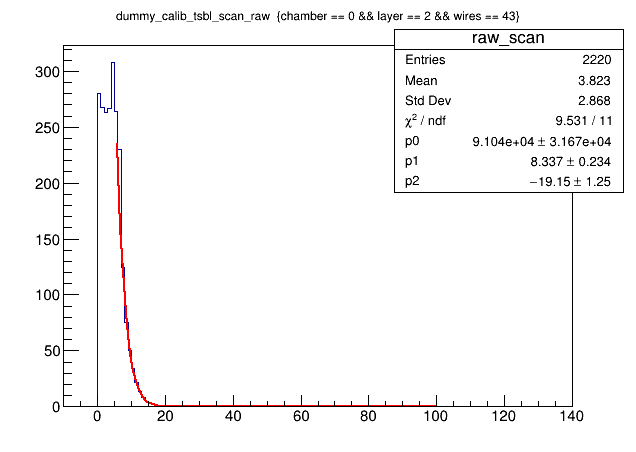 dummy_calib_tsbl_scan_raw {chamber == 0 && layer == 2 && wires == 43}
raw_scan
Entries 2220
Mean 3.823
Std Dev 2.868
χ² / ndf 9.531 / 11
p0 9.104e+04 ± 3.167e+04
p1 8.337 ± 0.234
p2 −19.15 ± 1.25
300
250
200
150
100
50
0
0 20 40 60 80 100 120 140